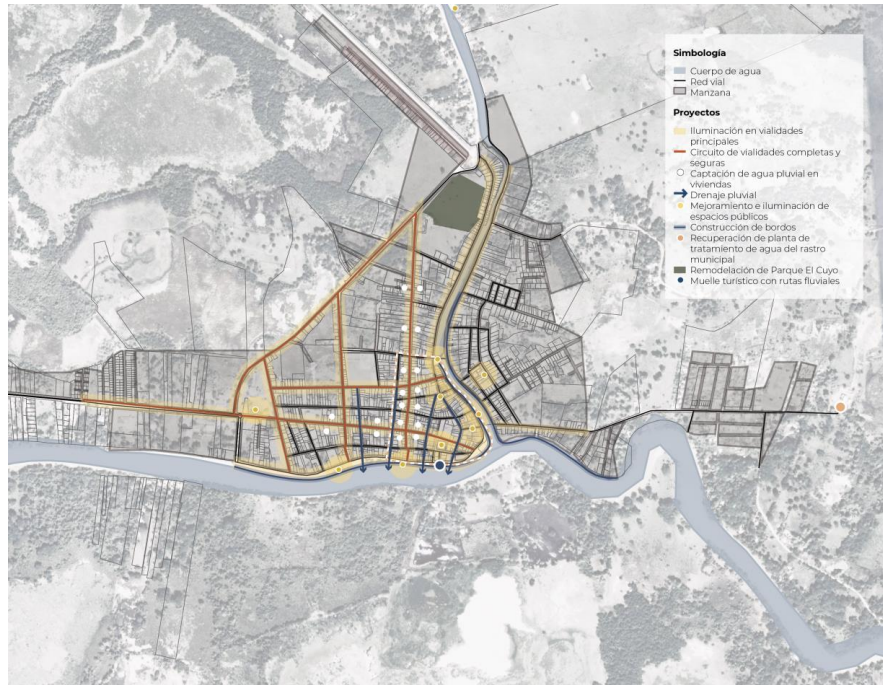 Simbología
Cuerpo de agua
Red vial
Manzana
Proyectos
Iluminación en vialidades
principales
Circuito de vialidades completas y
seguras
Captación de agua pluvial en
viviendas
Drenaje pluvial
Mejoramiento e iluminación de
espacios públicos
Construcción de bordos
Recuperación de planta de
tratamiento de agua del rastro
municipal
Remodelación de Parque El Cuyo
Muelle turístico con rutas fluviales